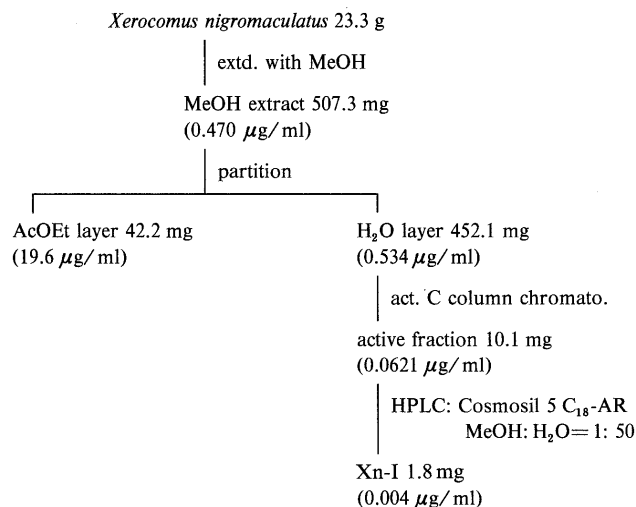 Xerocomus nigromaculatus 23.3 g
extd. with MeOH
MeOH extract 507.3 mg
(0.470 μg/ml)
partition
AcOEt layer 42.2 mg
(19.6 μg/ml)
H₂O layer 452.1 mg
(0.534 μg/ml)
act. C column chromato.
active fraction 10.1 mg
(0.0621 μg/ml)
HPLC: Cosmosil 5 C₁₈-AR
MeOH: H₂O= 1: 50
Xn-I 1.8 mg
(0.004 μg/ml)